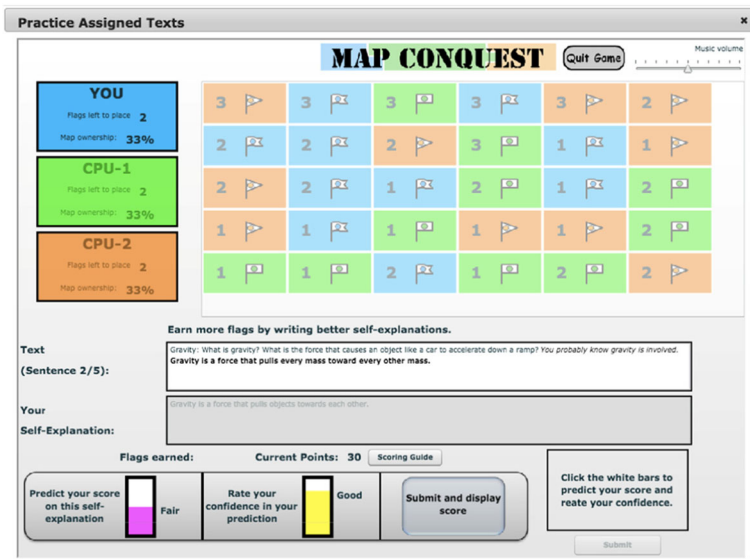 Practice Assigned Texts
x
MAP CONQUEST
Quit Game
Music volume
YOU
Flags left to place 2
Map ownership: 33%
CPU-1
Flags left to place 2
Map ownership: 33%
CPU-2
Flags left to place 2
Map ownership: 33%
3 3 3 3 3 2
2 2 2 3 1 1
2 2 1 2 1 2
1 1 1 1 1 2
1 1 2 1 2 2
Earn more flags by writing better self-explanations.
Text
(Sentence 2/5):
Gravity: What is gravity? What is the force that causes an object like a car to accelerate down a ramp? You probably know gravity is involved.
Gravity is a force that pulls every mass toward every other mass.
Your
Self-Explanation:
Gravity is a force that pulls objects towards each other.
Flags earned:
Current Points: 30
Scoring Guide
Predict your score
on this self-
explanation
Fair
Rate your
confidence in your
prediction
Good
Submit and display
score
Click the white bars to
predict your score and
reate your confidence.
Submit